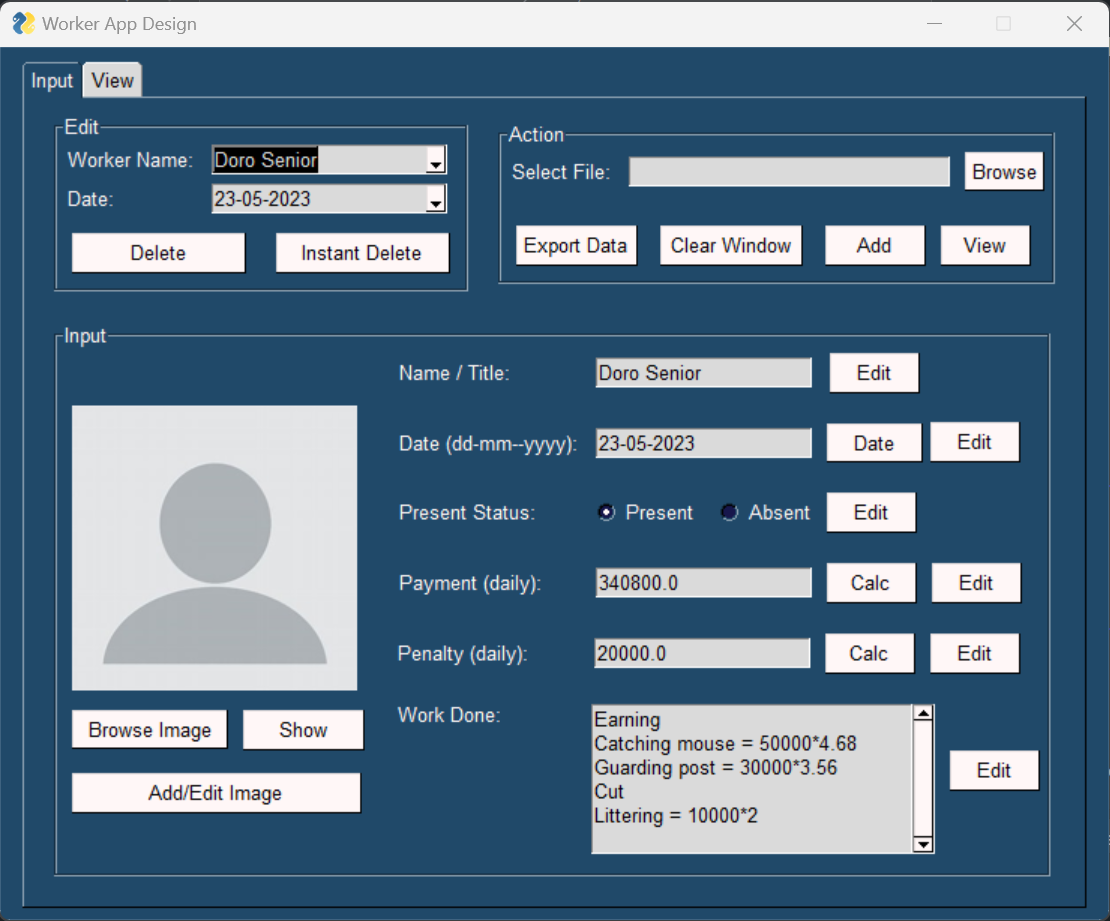 Worker App Design
Input View
Edit
Worker Name: Doro Senior
Date: 23-05-2023
Delete Instant Delete
Action
Select File: Browse
Export Data Clear Window Add View
Input
Name / Title: Doro Senior Edit
Date (dd-mm--yyyy): 23-05-2023 Date Edit
Present Status: Present Absent Edit
Payment (daily): 340800.0 Calc Edit
Penalty (daily): 20000.0 Calc Edit
Browse Image Show
Add/Edit Image
Work Done:
Earning
Catching mouse = 50000*4.68
Guarding post = 30000*3.56
Cut
Littering = 10000*2
Edit